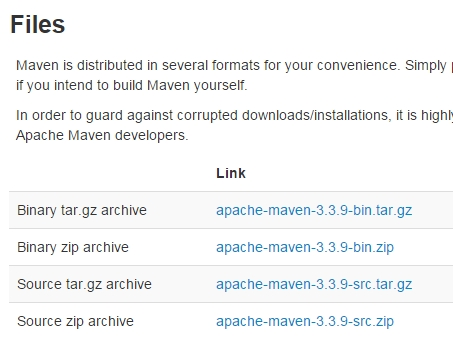 Files
Maven is distributed in several formats for your convenience. Simply
if you intend to build Maven yourself.
In order to guard against corrupted downloads/installations, it is highly
Apache Maven developers.
Link
Binary tar.gz archive apache-maven-3.3.9-bin.tar.gz
Binary zip archive apache-maven-3.3.9-bin.zip
Source tar.gz archive apache-maven-3.3.9-src.tar.gz
Source zip archive apache-maven-3.3.9-src.zip